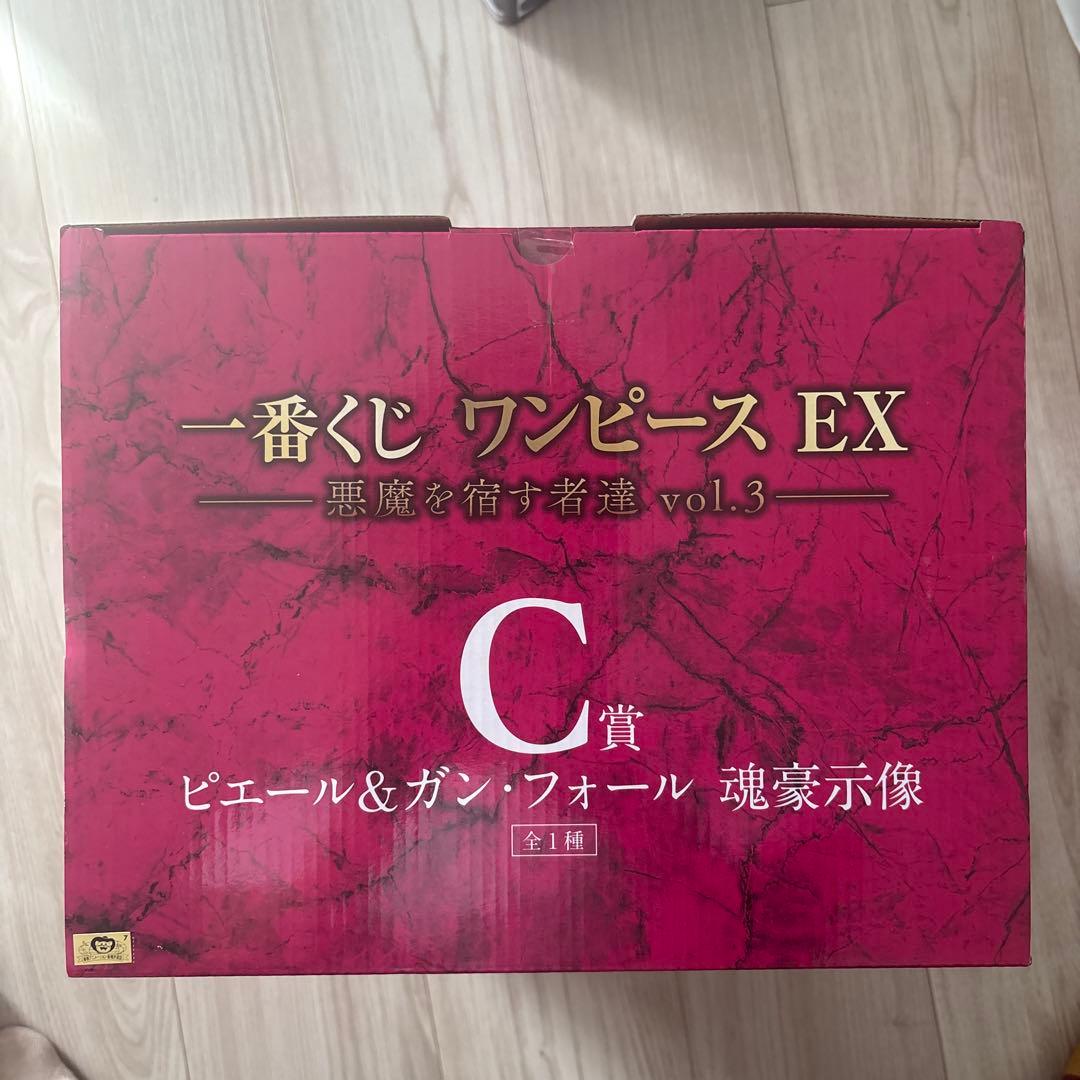 一番くじ ワンピース EX
悪魔を宿す者達 vol.3
C賞
ピエール&ガン・フォール 魂豪示像
全1種